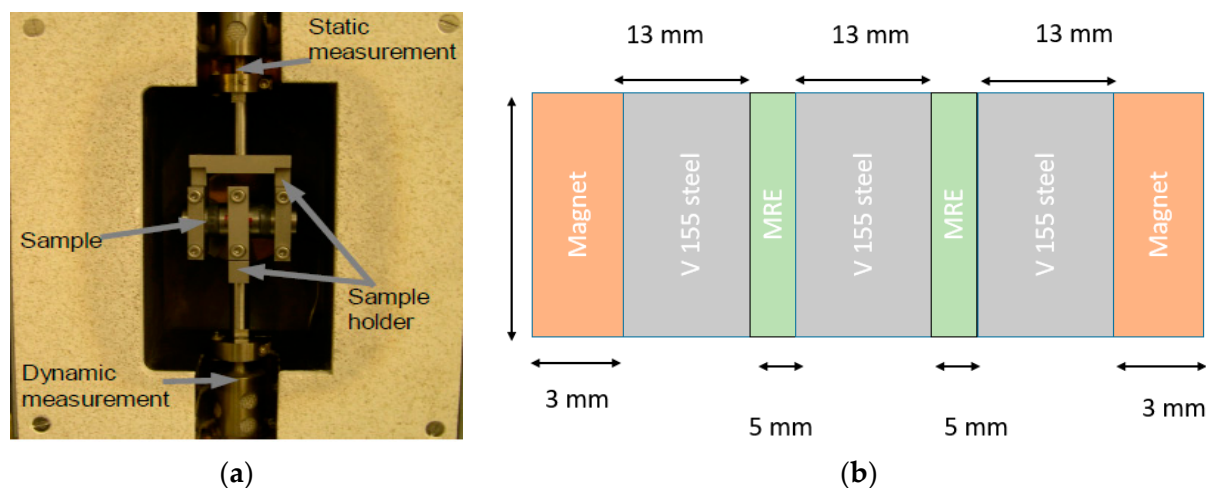 Static
measurement
Sample
Sample
holder
Dynamic
measurement
(a)
13 mm
13 mm
13 mm
Magnet
V 155 steel
MRE
V 155 steel
MRE
V 155 steel
Magnet
3 mm
5 mm
5 mm
3 mm
(b)